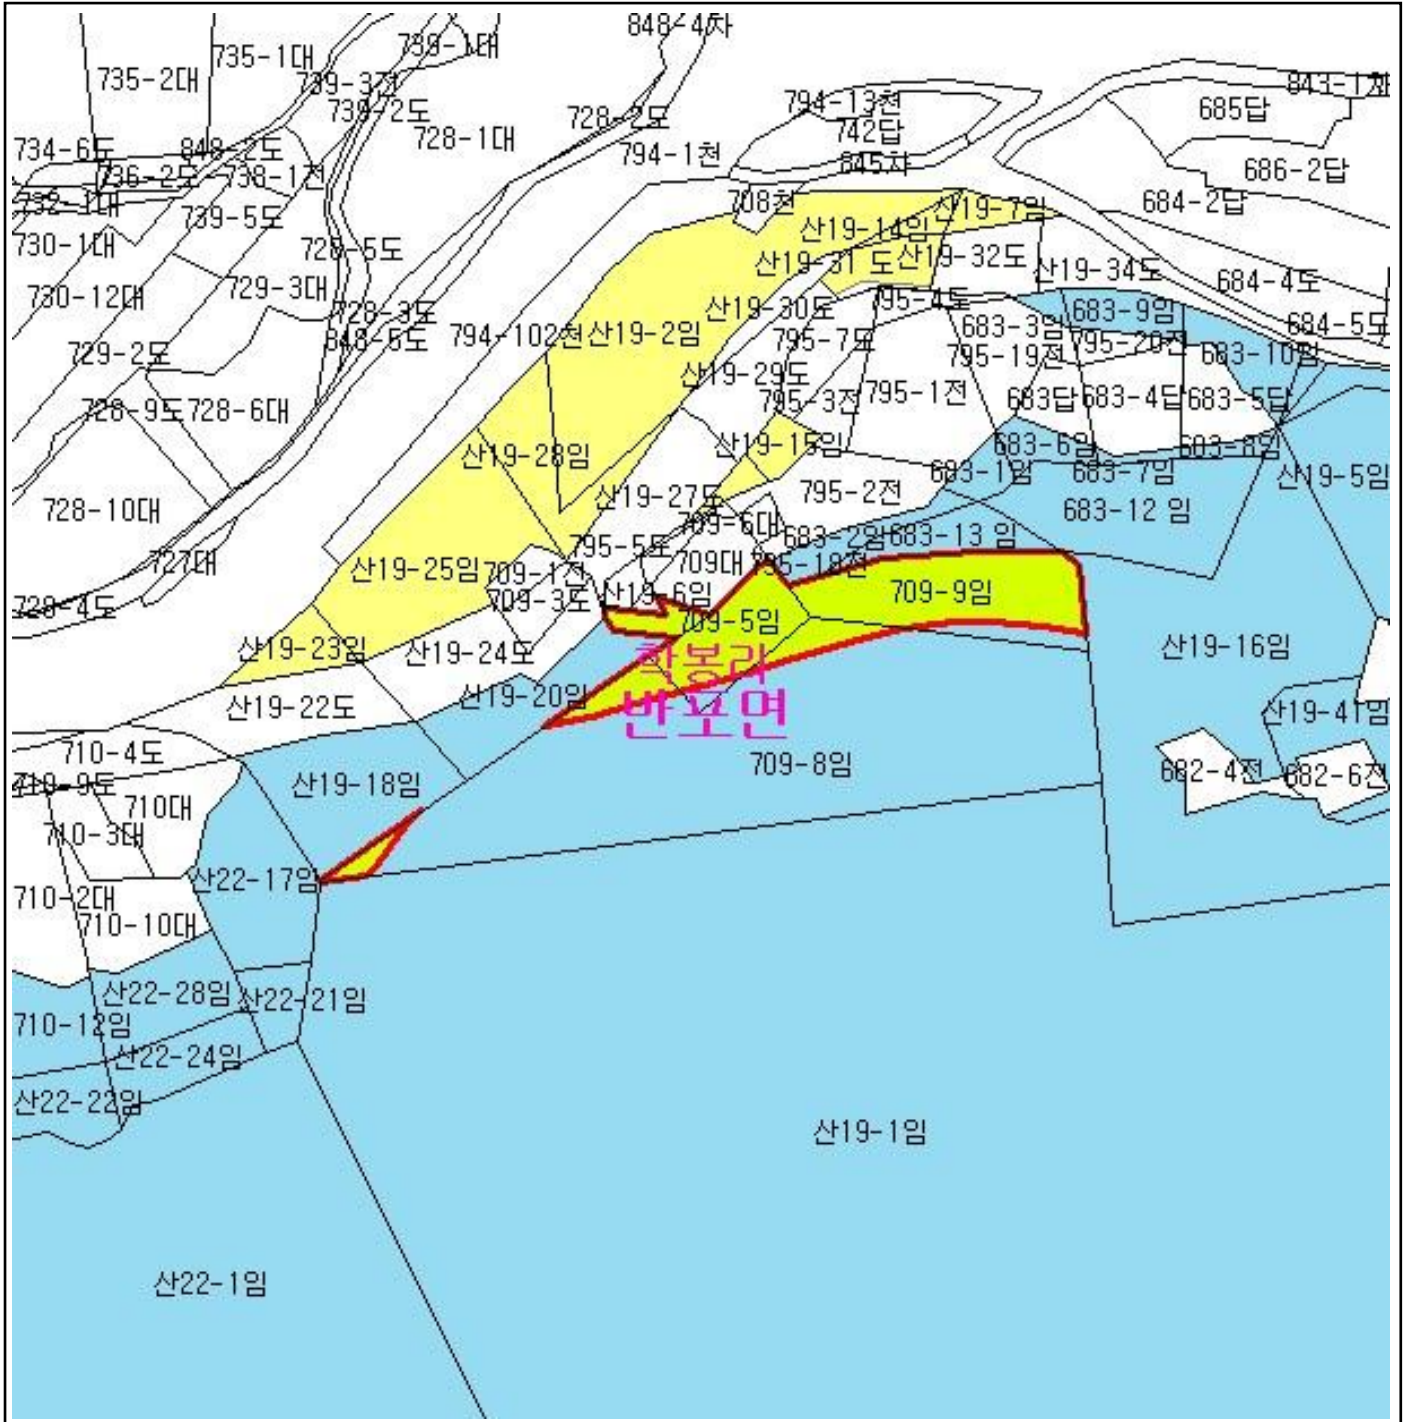 848-4차
739-1대
735-1대
735-2대
739-3전
843-1차
794-13천
739-2도
685답
728-2도
742답
728-1대
734-6도
848-2도
794-1천
845차
686-2답
736-2도
738-1전
732-1대
708천
684-2답
산19-7임
739-5도
산19-14임
730-1대
728-5도
산19-31 도
산19-32도
산19-34도
684-4도
730-12대
729-3대
산19-30도
795-4도
683-9임
728-3도
683-3임
684-5도
848-6도
794-102천
산19-2임
795-7도
795-20전
729-2도
795-19전
683-10임
산19-29도
795-3전
795-1전
683답
683-4답
683-5답
728-9도
728-6대
산19-15임
683-6임
683-8임
산19-28임
683-1임
683-7임
산19-5임
산19-27도
795-2전
728-10대
683-12 임
709-6대
683-2임
683-13 임
795-5도
727대
709대
795-18전
산19-25임
709-1전
산19-6임
709-9임
728-4도
709-3도
709-5임
산19-23임
산19-24도
학봉리
산19-16임
산19-20임
반포면
산19-22도
산19-41임
710-4도
709-8임
682-4전
682-6전
710-9도
산19-18임
710대
710-3대
산22-17임
710-2대
710-10대
산22-28임
산22-21임
710-12임
산22-24임
산22-22임
산19-1임
산22-1임